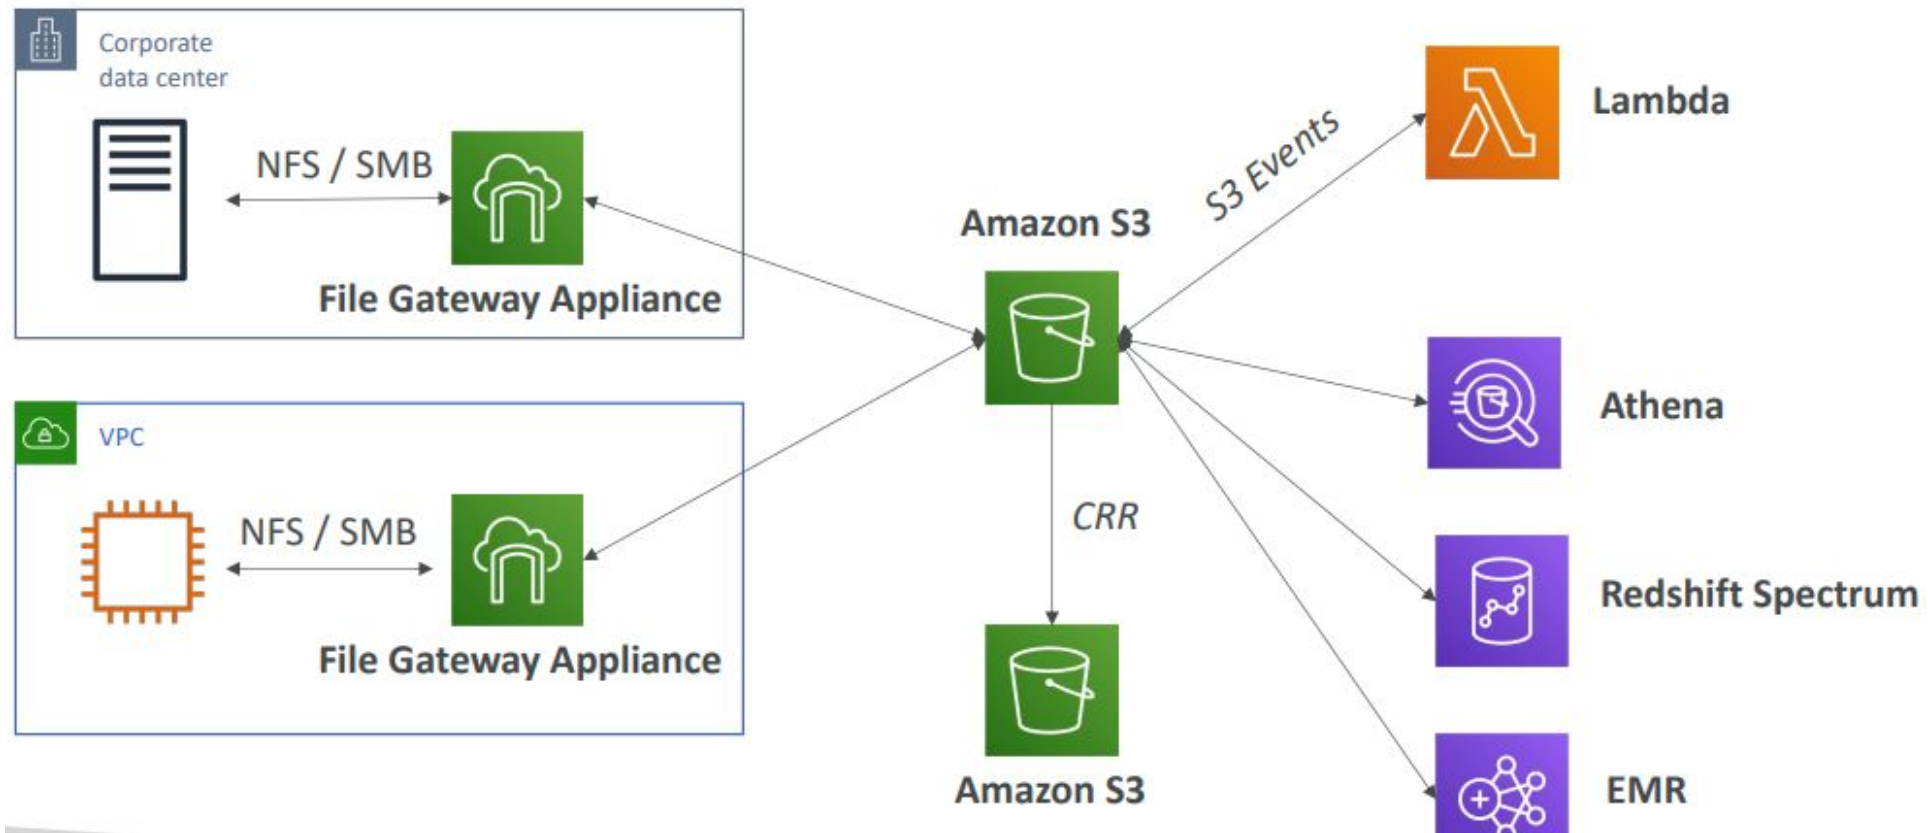 Corporate
data center
NFS / SMB
File Gateway Appliance
VPC
NFS / SMB
File Gateway Appliance
Amazon S3
CRR
Amazon S3
S3 Events
Lambda
Athena
Redshift Spectrum
EMR